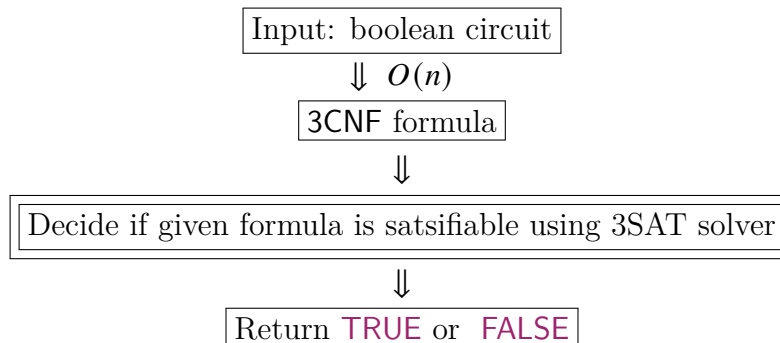 Input: boolean circuit
⇓ O(n)
3CNF formula
⇓
Decide if given formula is satsifiable using 3SAT solver
⇓
Return TRUE or FALSE